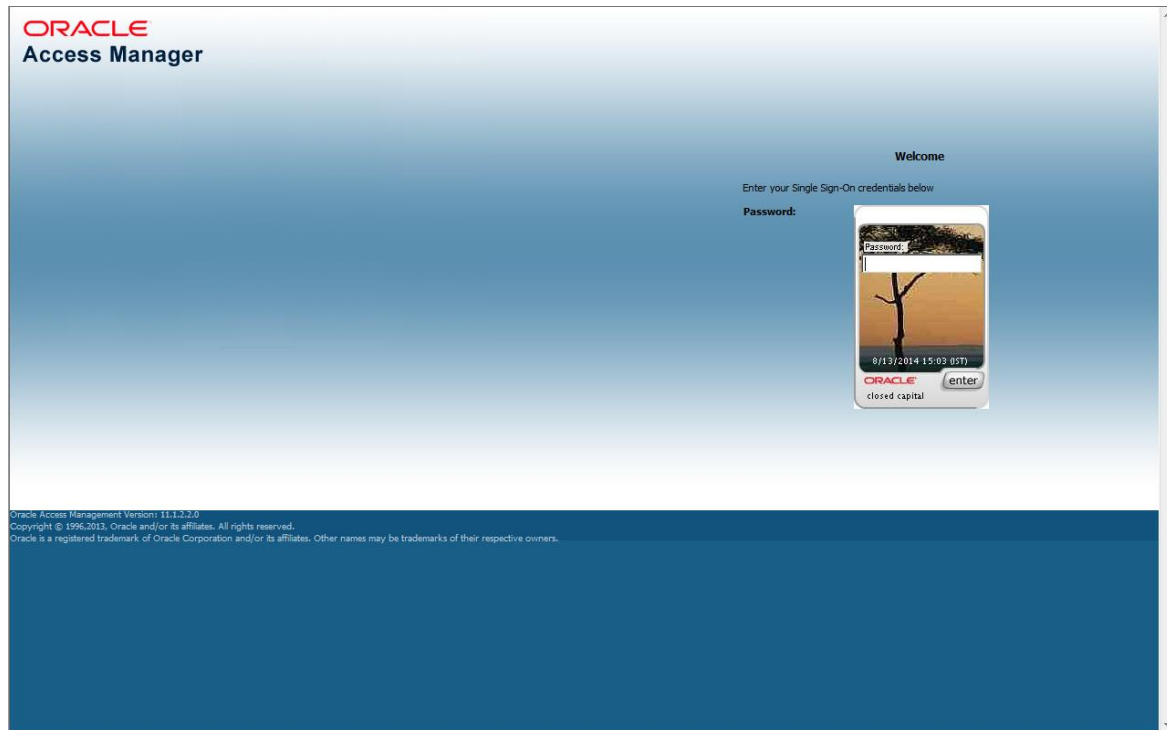 ORACLE
Access Manager
Welcome
Enter your Single Sign-On credentials below
Password:
Password:
8/13/2014 15:03 (IST)
ORACLE
enter
closed capital
Oracle Access Management Version: 11.1.2.2.0
Copyright © 1996,2013, Oracle and/or its affiliates. All rights reserved.
Oracle is a registered trademark of Oracle Corporation and/or its affiliates. Other names may be trademarks of their respective owners.